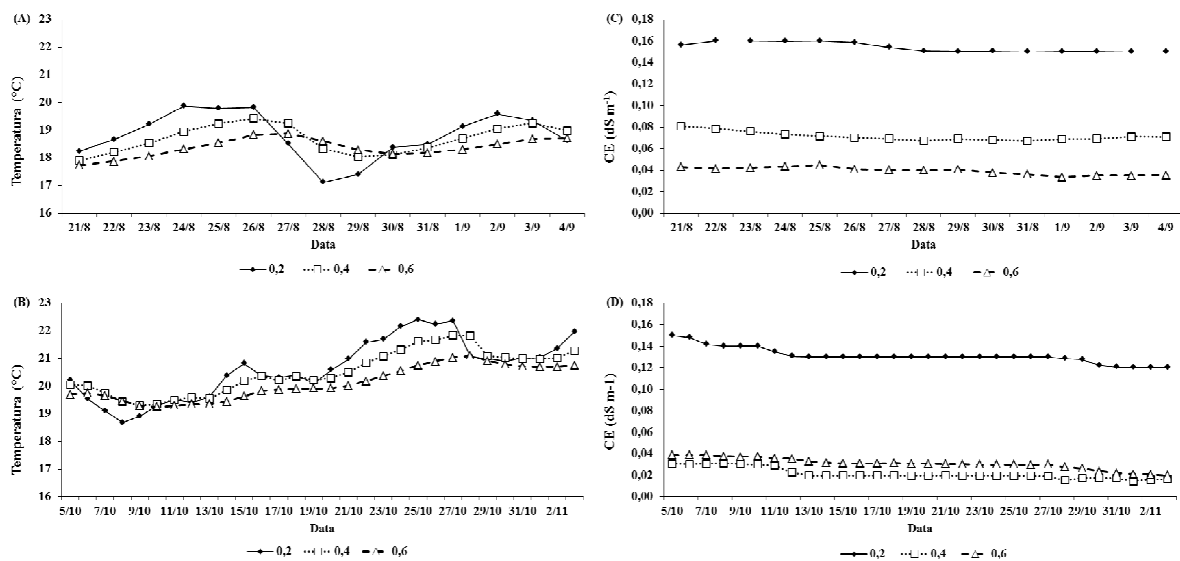 (A)
Temperatura (°C)
23
22
21
20
19
18
17
16
21/8 22/8 23/8 24/8 25/8 26/8 27/8 28/8 29/8 30/8 31/8 1/9 2/9 3/9 4/9
Data
0,2 0,4 0,6
(C)
CE (dS m-¹)
0,18
0,16
0,14
0,12
0,10
0,08
0,06
0,04
0,02
0,00
21/8 22/8 23/8 24/8 25/8 26/8 27/8 28/8 29/8 30/8 31/8 1/9 2/9 3/9 4/9
Data
0,2 0,4 0,6
(B)
Temperatura (°C)
23
22
21
20
19
18
17
16
5/10 7/10 9/10 11/10 13/10 15/10 17/10 19/10 21/10 23/10 25/10 27/10 29/10 31/10 2/11
Data
0,2 0,4 0,6
(D)
CE (dS m-1)
0,18
0,16
0,14
0,12
0,10
0,08
0,06
0,04
0,02
0,00
5/10 7/10 9/10 11/10 13/10 15/10 17/10 19/10 21/10 23/10 25/10 27/10 29/10 31/10 2/11
Data
0,2 0,4 0,6